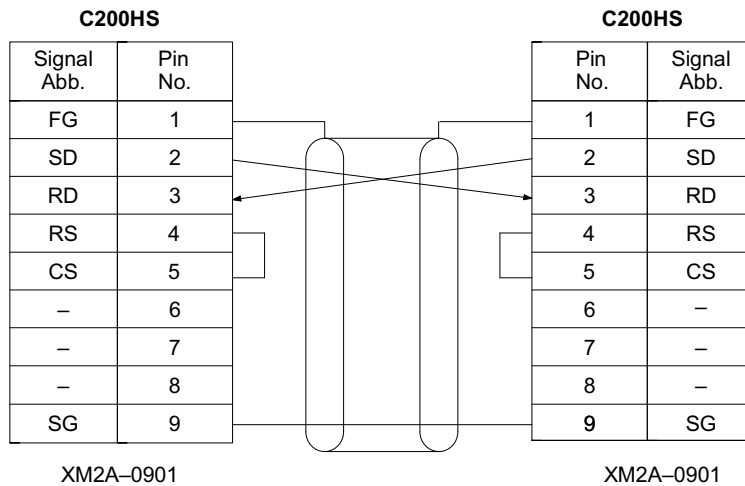 C200HS C200HS
Signal Abb. Pin No. Pin No. Signal Abb.
FG 1 1 FG
SD 2 2 SD
RD 3 3 RD
RS 4 4 RS
CS 5 5 CS
– 6 6 –
– 7 7 –
– 8 8 –
SG 9 9 SG
XM2A–0901 XM2A–0901